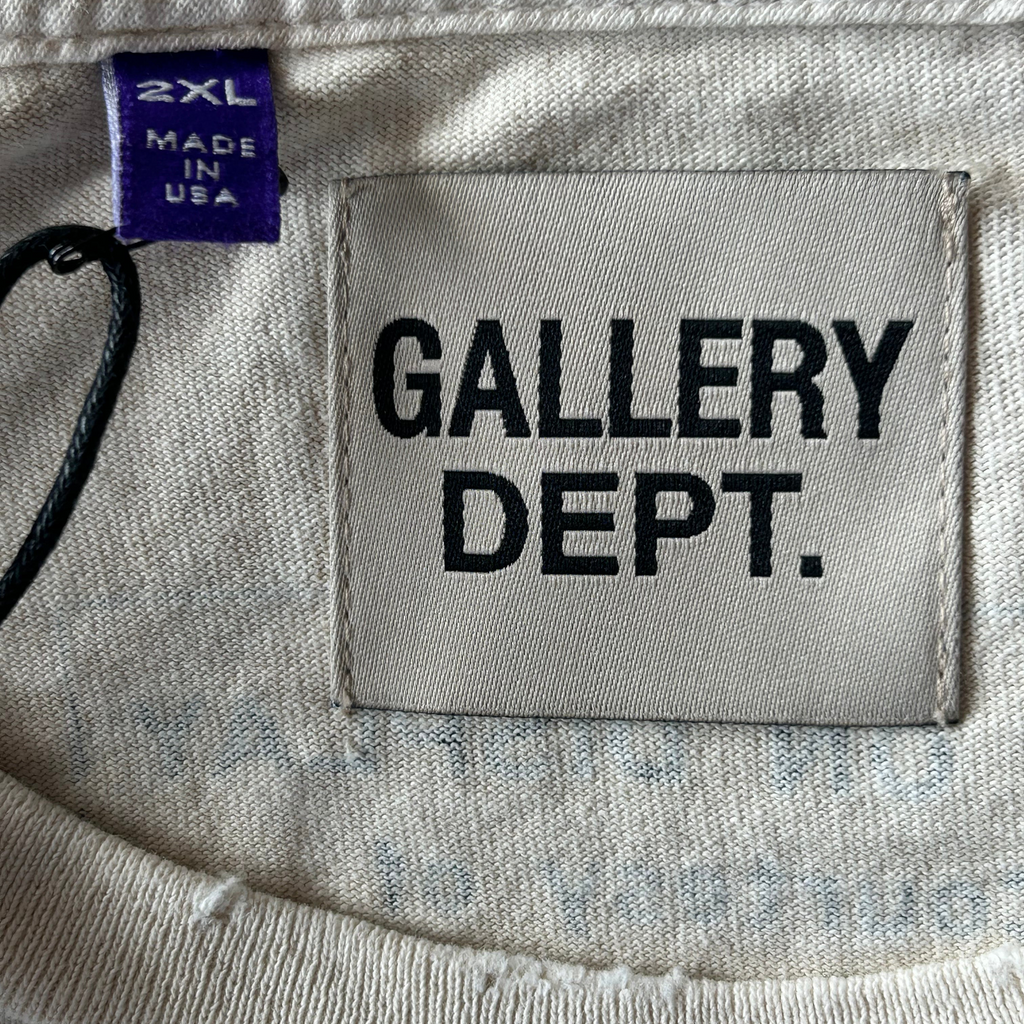 2XL
MADE
IN
USA
GALLERY
DEPT.